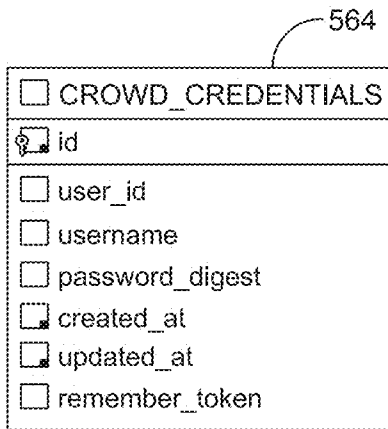 564
CROWD_CREDENTIALS
id
user_id
username
password_digest
created_at
updated_at
remember_token